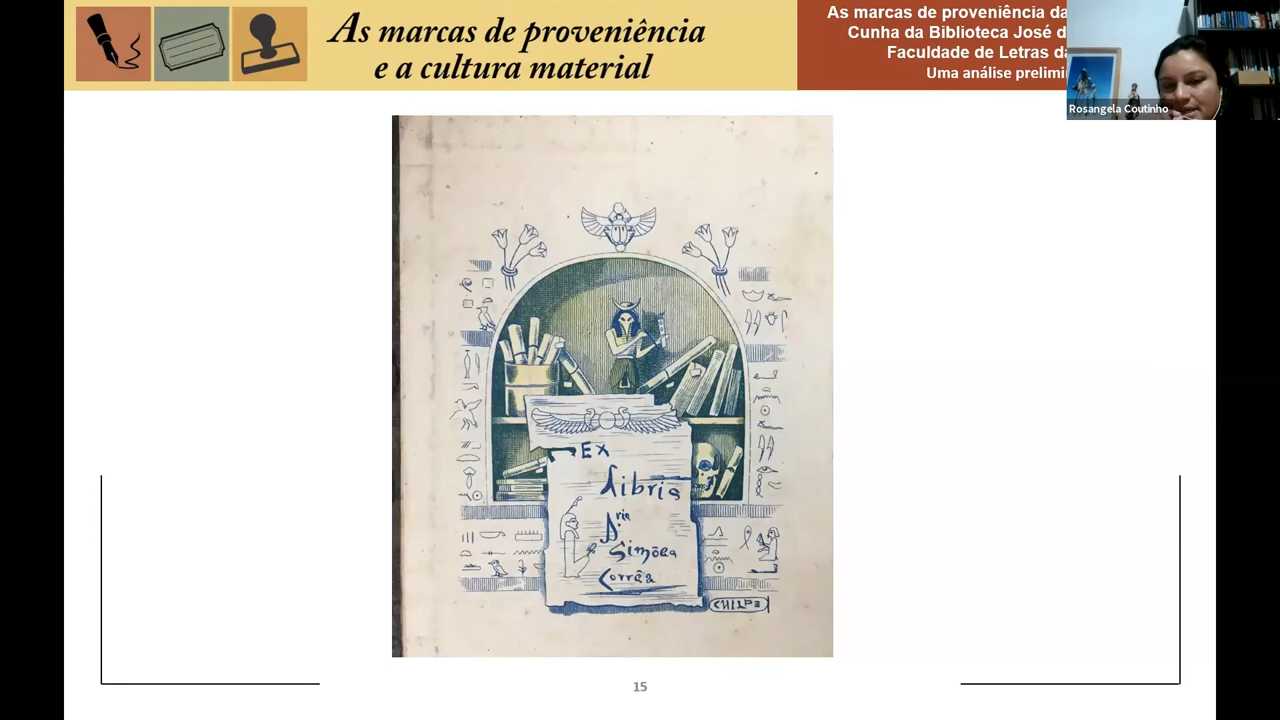 As marcas de proveniência
e a cultura material
As marcas de proveniência da
Cunha da Biblioteca José d
Faculdade de Letras da
Uma análise prelimi
Rosangela Coutinho
Ex
Libris
Simões
Corrêa
15